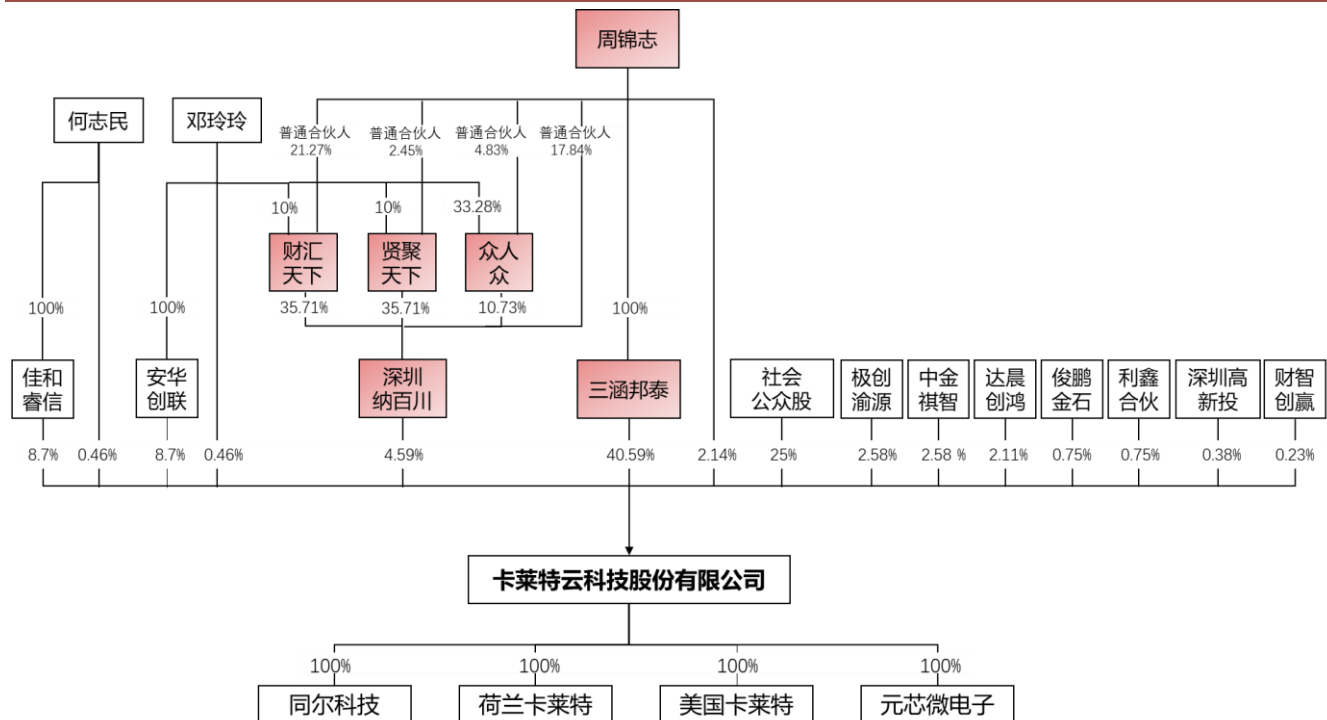 周锦志
何志民
邓玲玲
普通合伙人
21.27%
普通合伙人
2.45%
普通合伙人
4.83%
普通合伙人
17.84%
10%
10%
33.28%
财汇
天下
贤聚
天下
众人
众
100%
100%
35.71%
35.71%
10.73%
100%
佳和
睿信
安华
创联
深圳
纳百川
三涵邦泰
社会
公众股
极创
渝源
中金
祺智
达晨
创鸿
俊鹏
金石
利鑫
合伙
深圳高
新投
财智
创赢
8.7%
0.46%
8.7%
0.46%
4.59%
40.59%
2.14%
25%
2.58%
2.58 %
2.11%
0.75%
0.75%
0.38%
0.23%
卡莱特云科技股份有限公司
100%
100%
100%
100%
同尔科技
荷兰卡莱特
美国卡莱特
元芯微电子